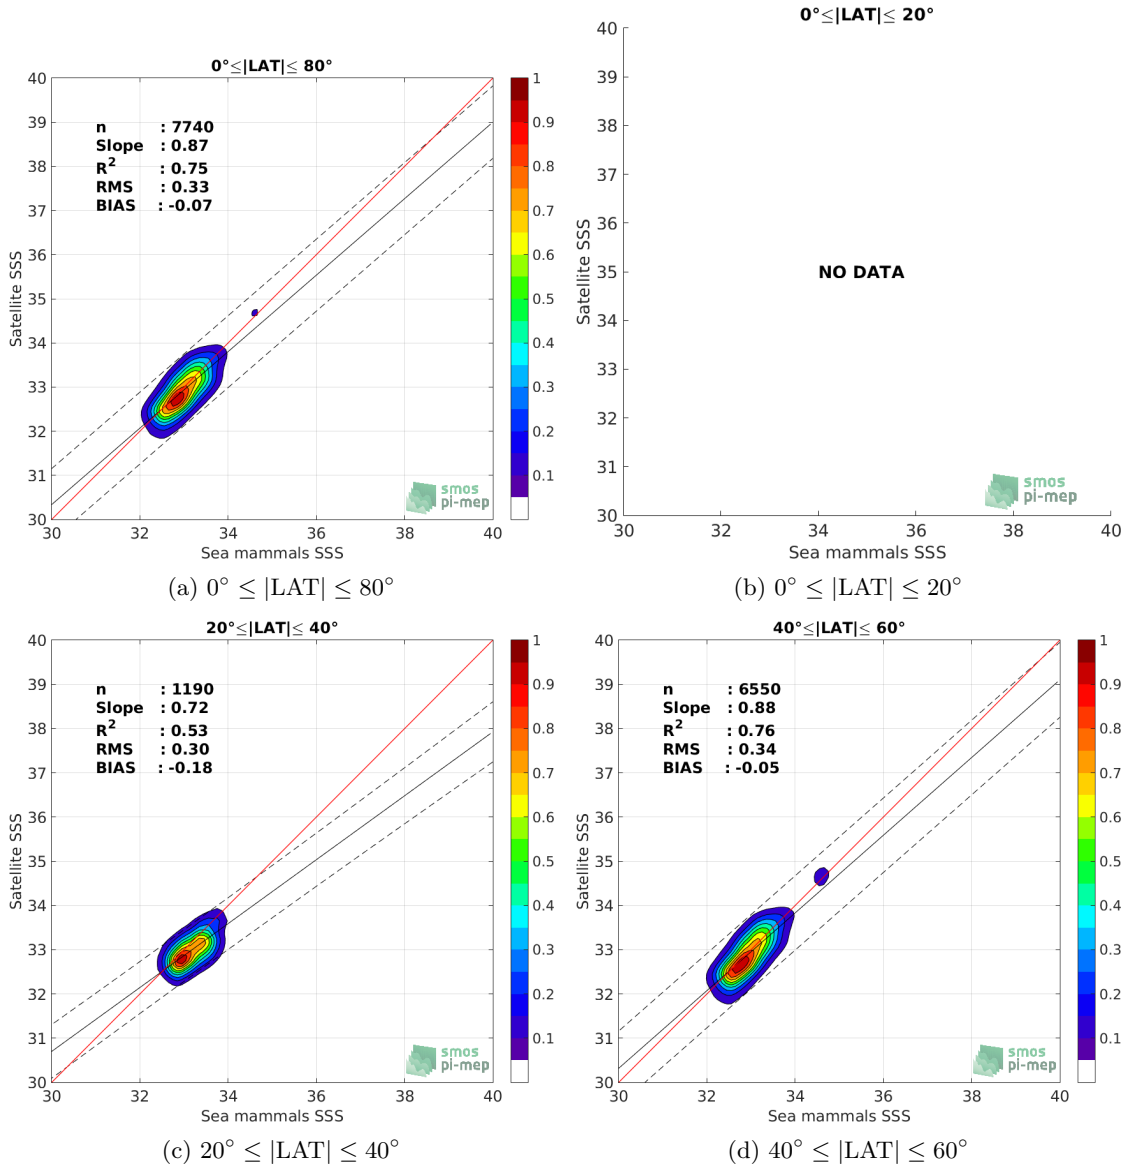 0°≤|LAT|≤ 80°
40
39
38
37
36
35
34
33
32
31
30
Satellite SSS
n : 7740
Slope : 0.87
R² : 0.75
RMS : 0.33
BIAS : -0.07
1
0.9
0.8
0.7
0.6
0.5
0.4
0.3
0.2
0.1
smos
pi-mep
30 32 34 36 38 40
Sea mammals SSS
(a) 0° ≤ |LAT| ≤ 80°
0°≤|LAT|≤ 20°
40
39
38
37
36
35
34
33
32
31
30
Satellite SSS
NO DATA
smos
pi-mep
30 32 34 36 38 40
Sea mammals SSS
(b) 0° ≤ |LAT| ≤ 20°
20°≤|LAT|≤ 40°
40
39
38
37
36
35
34
33
32
31
30
Satellite SSS
n : 1190
Slope : 0.72
R² : 0.53
RMS : 0.30
BIAS : -0.18
1
0.9
0.8
0.7
0.6
0.5
0.4
0.3
0.2
0.1
smos
pi-mep
30 32 34 36 38 40
Sea mammals SSS
(c) 20° ≤ |LAT| ≤ 40°
40°≤|LAT|≤ 60°
40
39
38
37
36
35
34
33
32
31
30
Satellite SSS
n : 6550
Slope : 0.88
R² : 0.76
RMS : 0.34
BIAS : -0.05
1
0.9
0.8
0.7
0.6
0.5
0.4
0.3
0.2
0.1
smos
pi-mep
30 32 34 36 38 40
Sea mammals SSS
(d) 40° ≤ |LAT| ≤ 60°